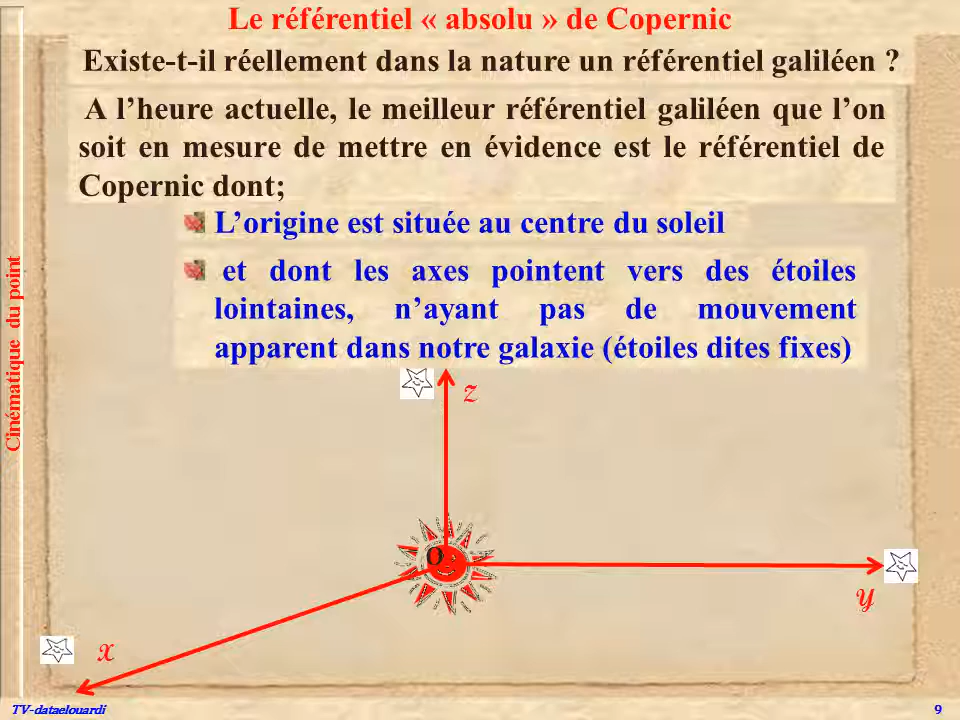 Le référentiel « absolu » de Copernic
Existe-t-il réellement dans la nature un référentiel galiléen ?
A l’heure actuelle, le meilleur référentiel galiléen que l’on
soit en mesure de mettre en évidence est le référentiel de
Copernic dont;
L’origine est située au centre du soleil
et dont les axes pointent vers des étoiles
lointaines, n’ayant pas de mouvement
apparent dans notre galaxie (étoiles dites fixes)
Cinématique du point
z
O
y
x
TV-dataelouardi
9